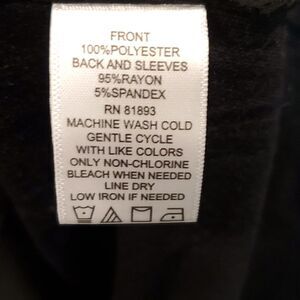 FRONT
100%POLYESTER
BACK AND SLEEVES
95%RAYON
5%SPANDEX
RN 81893
MACHINE WASH COLD
GENTLE CYCLE
WITH LIKE COLORS
ONLY NON-CHLORINE
BLEACH WHEN NEEDED
LINE DRY
LOW IRON IF NEEDED